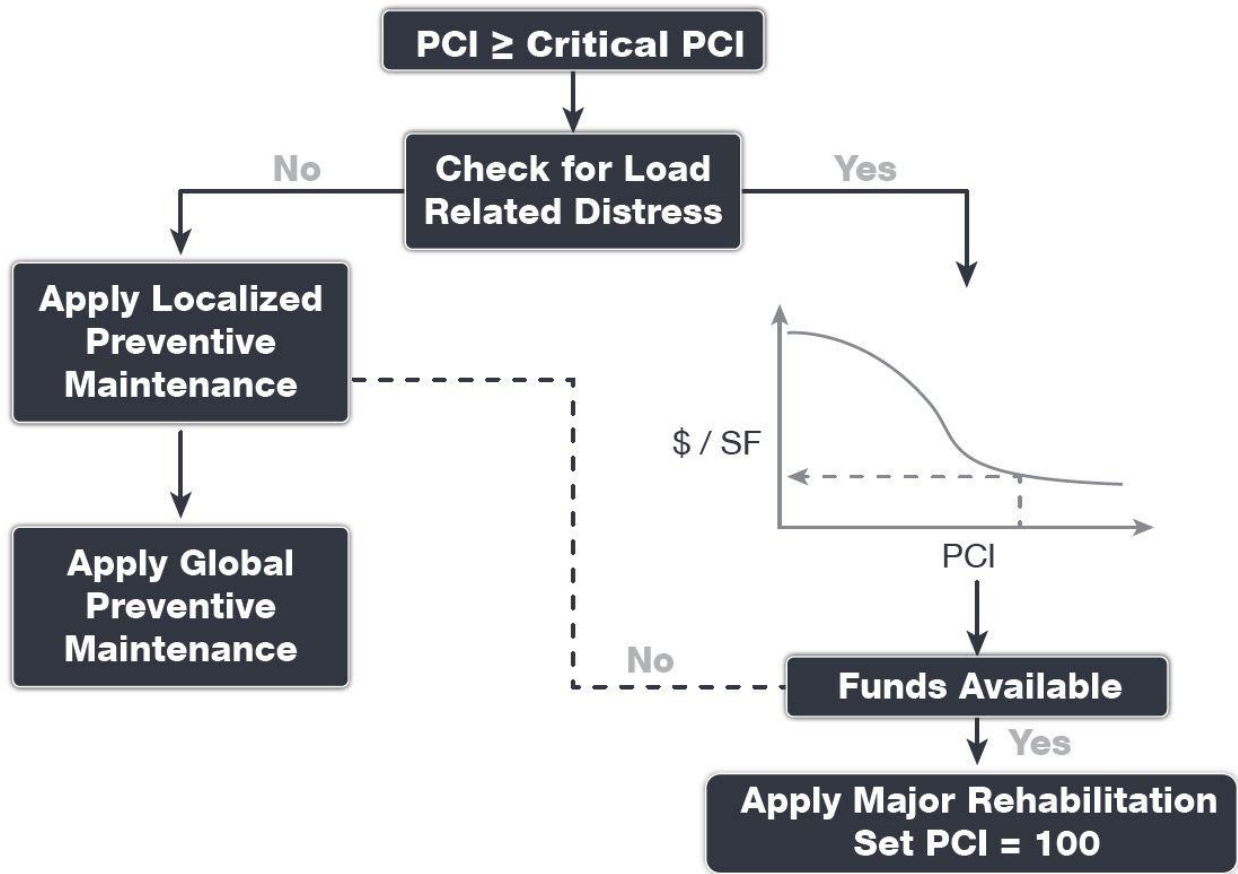 PCI ≥ Critical PCI
No
Check for Load
Related Distress
Yes
Apply Localized
Preventive
Maintenance
$ / SF
PCI
Apply Global
Preventive
Maintenance
No
Funds Available
Yes
Apply Major Rehabilitation
Set PCI = 100